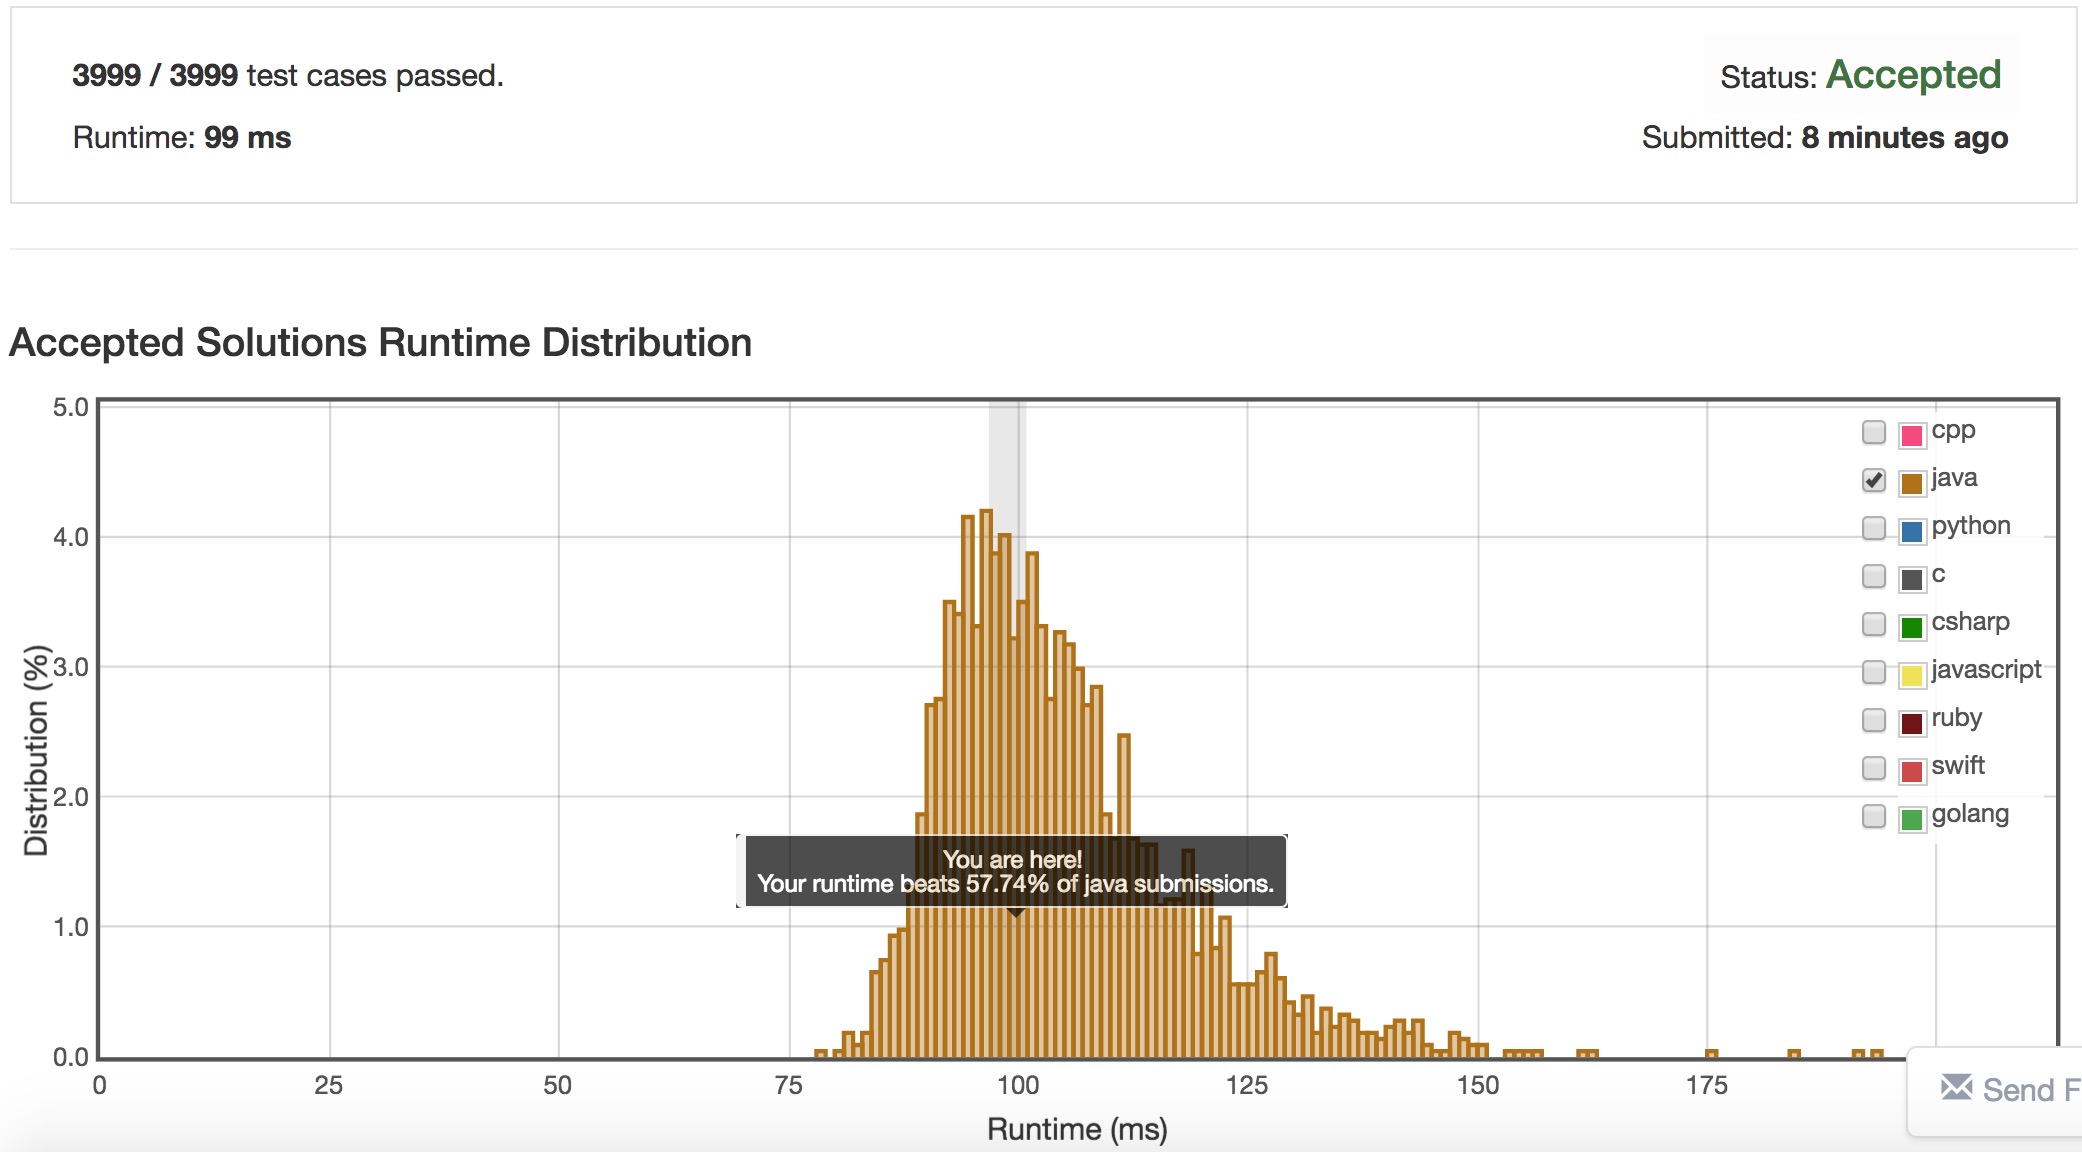 3999 / 3999 test cases passed.
Status: Accepted
Runtime: 99 ms
Submitted: 8 minutes ago
Accepted Solutions Runtime Distribution
5.0
4.0
3.0
2.0
1.0
0.0
Distribution (%)
cpp
java
python
c
csharp
javascript
ruby
swift
golang
You are here!
Your runtime beats 57.74% of java submissions.
0 25 50 75 100 125 150 175
Runtime (ms)
Send F